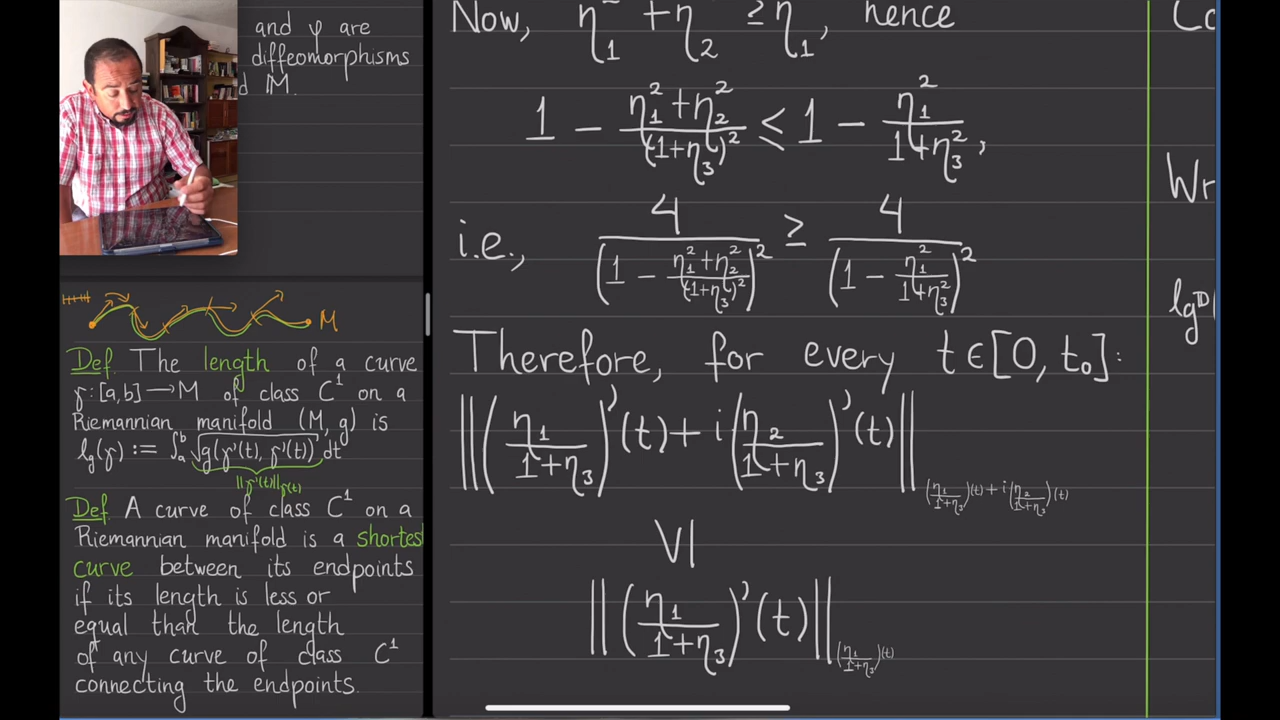 and γ are
diffeomorphisms
d M.
M
Def. The length of a curve
γ:[a,b]→M of class C¹ on a
Riemannian manifold (M, g) is
lg(γ) := ∫ₐᵇ √g(γ'(t), γ'(t)) dt
||γ'(t)||_γ(t)
Def. A curve of class C¹ on a
Riemannian manifold is a shortest
curve between its endpoints
if its length is less or
equal than the length
of any curve of class C¹
connecting the endpoints.
Now, η₁² + η₂² ≥ η₁², hence
1 − (η₁²+η₂²)/(1+η₃)² ≤ 1 − η₁²/(1+η₃²),
i.e., 4/(1 − (η₁²+η₂²)/(1+η₃)²)² ≥ 4/(1 − η₁²/(1+η₃²))²
Therefore, for every t∈[0, t₀]:
||(η₁/(1+η₃))'(t) + i(η₂/(1+η₃))'(t)||_(η₁/(1+η₃))(t)+i(η₂/(1+η₃))(t)
VI
||(η₁/(1+η₃))'(t)||_(η₁/(1+η₃))(t)
Co
Wr
lg^D(